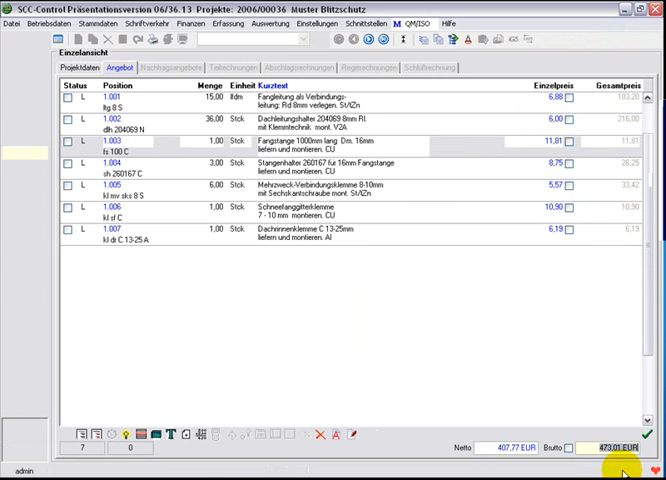 SCC-Control Präsentationsversion 06/36.13 Projekte: 2006/00036 Muster Blitzschutz
Datei Betriebsdaten Stammdaten Schriftverkehr Finanzen Erfassung Auswertung Einstellungen Schnittstellen M QM/ISO Hilfe
Einzelansicht
Projektdaten Angebot Nachtragsangebote Teilrechnungen Abschlagsrechnungen Regierechnungen Schlußrechnung
Status Position Menge Einheit Kurztext Einzelpreis Gesamtpreis
L 1.001 15,00 lfdm Fangleitung als Verbindungs- 6,88 103,20
ltg 8 S leitung: Rd 8mm verlegen. St/tZn
L 1.002 36,00 Stck. Dachleitungshalter 204069 8mm Rl. 6,00 216,00
dlh 204069 N mit Klemmtechnik mont. V2A
L 1.003 1,00 Stck. Fangstange 1000mm lang Dm. 16mm 11,81 11,81
fs 100 C liefern und montieren. CU
L 1.004 3,00 Stck. Stangenhalter 260167 für 16mm Fangstange 8,75 26,25
sh 260167 C liefern und montieren. CU
L 1.005 6,00 Stck. Mehrzweck-Verbindungsklemme 8-10mm 5,57 33,42
kl mv sks 8 S mit Sechskantschraube mont. St/tZn
L 1.006 1,00 Stck. Schneefanggitterklemme 10,90 10,90
kl sf C 7 - 10 mm montieren. CU
L 1.007 1,00 Stck. Dachrinnenklemme C 13-25mm 6,19 6,19
kl dr C 13-25 A liefern und montieren. Al
7 0 Netto 407,77 EUR Brutto 473,01 EUR
admin